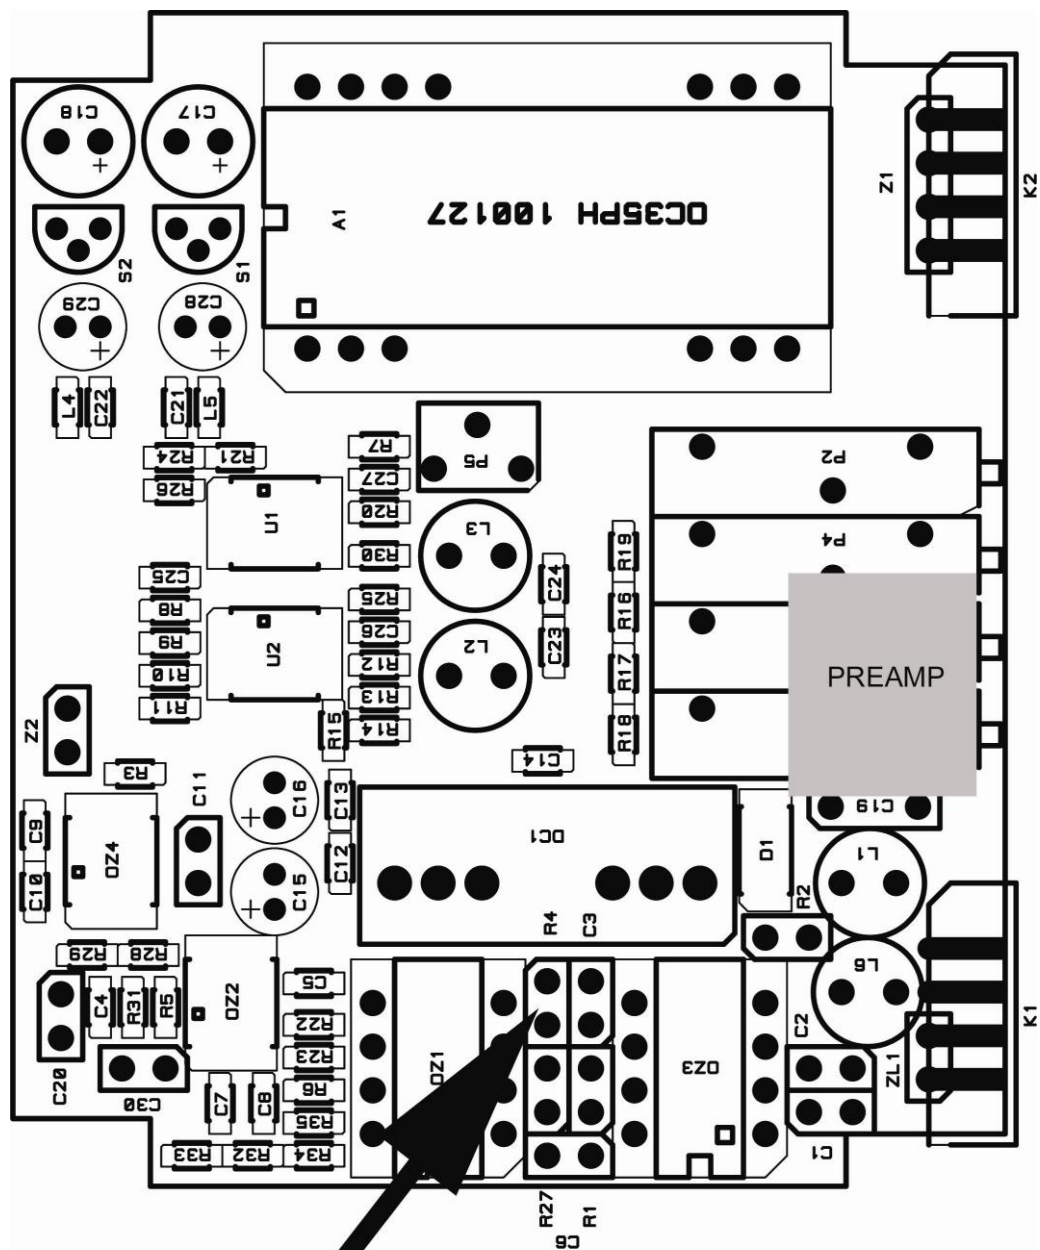 C18
C17
A1
OC35PH 100127
Z1
K2
S2
S1
C29
C28
L4
C22
C21
L5
R24
R21
R26
U1
R7
C27
R20
R30
P5
L3
P2
P4
R19
C24
R16
C25
R8
R9
R10
R11
U2
R25
C26
R12
R13
R14
R15
L2
C23
R17
R18
PREAMP
Z2
R3
C11
C16
C13
C14
C9
C10
OZ4
C15
C12
DC1
D1
C19
L1
R2
R4
C3
R29
R28
OZ2
C5
L6
C4
R31
R5
R22
R23
R6
R35
C20
C30
C7
C8
R33
R32
R34
OZ1
OZ3
C2
ZL1
K1
C1
R27
R1
C6